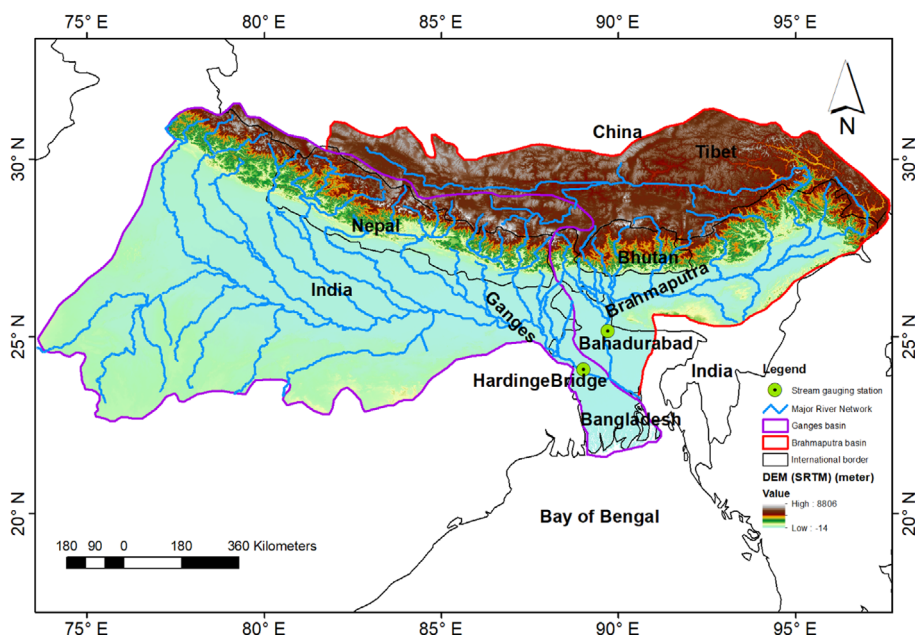 75° E 80° E 85° E 90° E 95° E
30° N
25° N
20° N
N
China
Tibet
Nepal
Bhutan
Brahmaputra
India
Ganges
Bahadurabad
HardingeBridge
India
Bangladesh
Bay of Bengal
Legend
Stream gauging station
Major River Network
Ganges basin
Brahmaputra basin
International border
DEM (SRTM) (meter)
Value
High : 8806
Low : -14
180 90 0 180 360 Kilometers
30° N
25° N
20° N
75° E 80° E 85° E 90° E 95° E